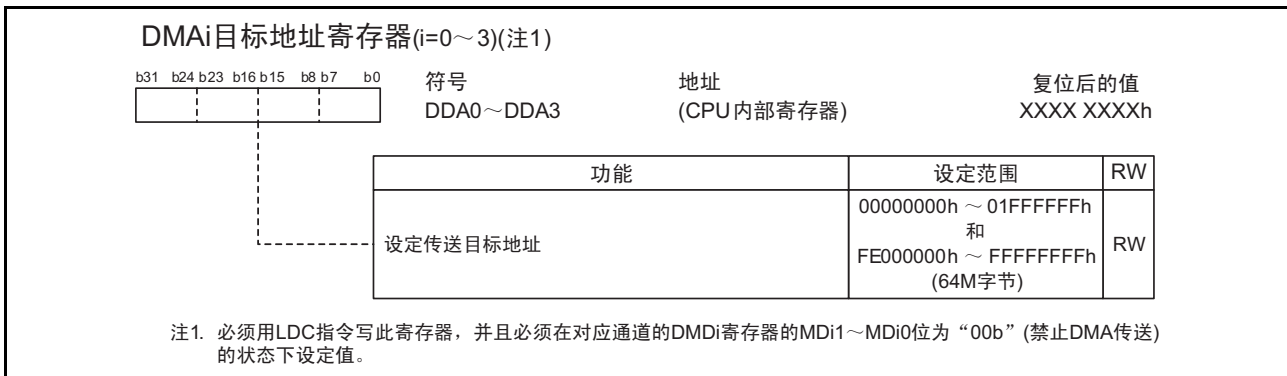 DMAi目标地址寄存器(i=0～3)(注1)
b31 b24 b23 b16 b15 b8 b7 b0
符号 地址 复位后的值
DDA0～DDA3 (CPU内部寄存器) XXXX XXXXh
功能 设定范围 RW
设定传送目标地址
00000000h ～ 01FFFFFFh
和
FE000000h ～ FFFFFFFFh
(64M字节)
RW
注1. 必须用LDC指令写此寄存器，并且必须在对应通道的DMDi寄存器的MDi1～MDi0位为“00b”(禁止DMA传送)
的状态下设定值。